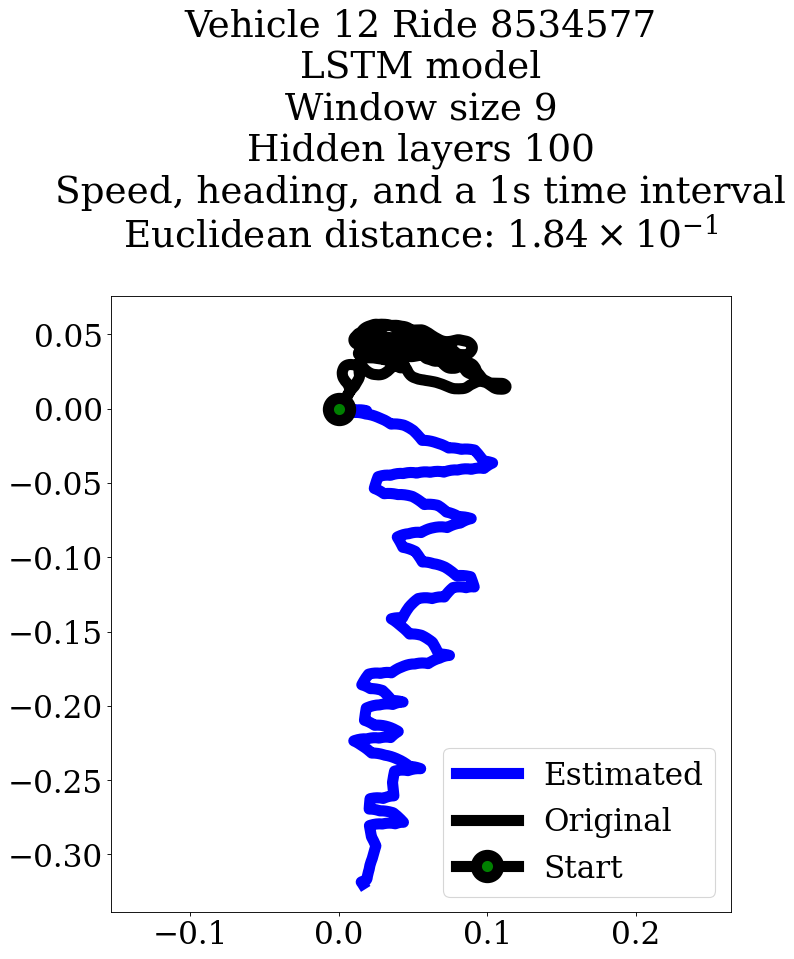 Vehicle 12 Ride 8534577
LSTM model
Window size 9
Hidden layers 100
Speed, heading, and a 1s time interval
Euclidean distance: 1.84 × 10⁻¹
0.05
0.00
−0.05
−0.10
−0.15
−0.20
−0.25
−0.30
Estimated
Original
Start
−0.1
0.0
0.1
0.2